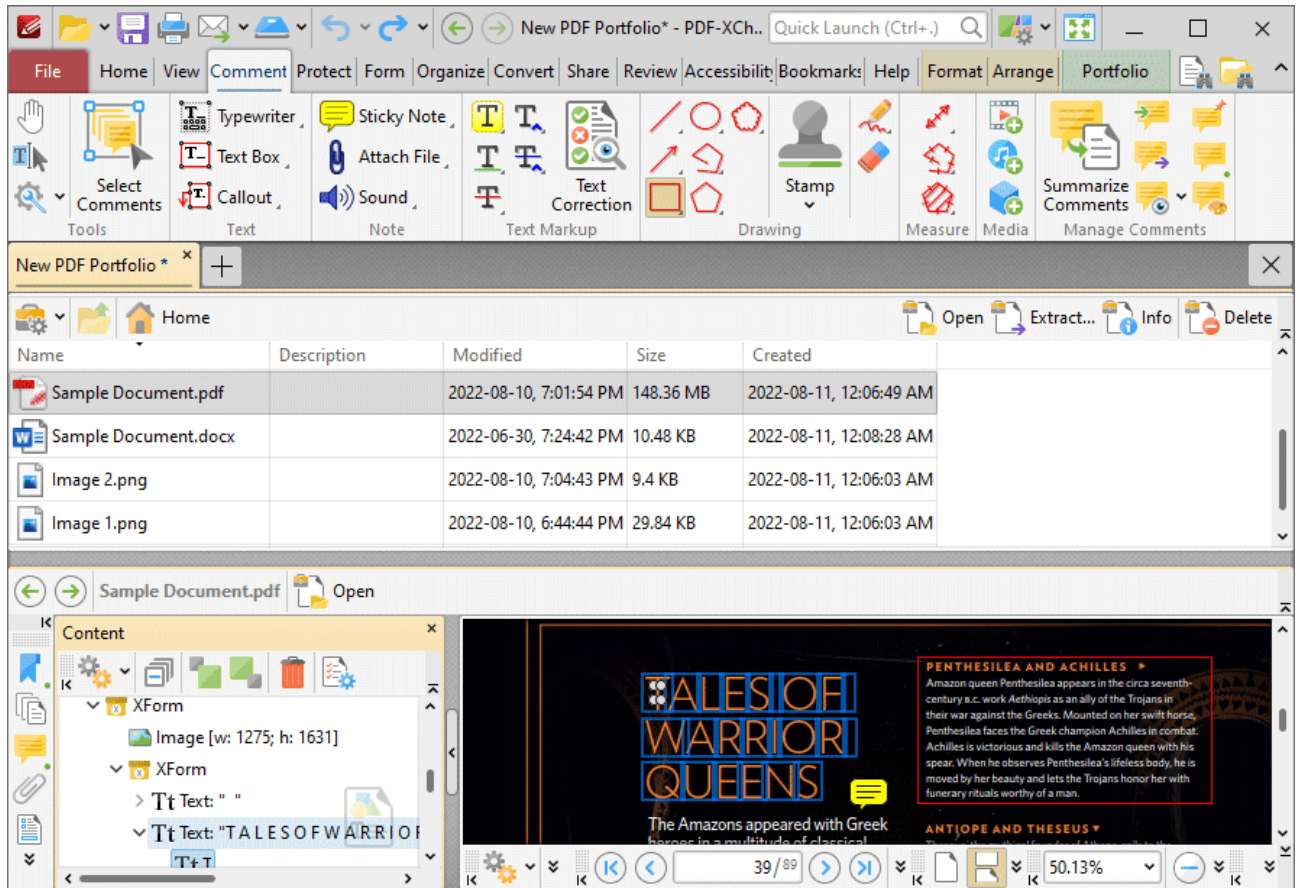 New PDF Portfolio* - PDF-XCh.. Quick Launch (Ctrl+.)
File Home View Comment Protect Form Organize Convert Share Review Accessibilit Bookmarks Help Format Arrange Portfolio
Typewriter Sticky Note
Text Box Attach File
Select Comments Callout Sound Text Correction Stamp Summarize Comments
Tools Text Note Text Markup Drawing Measure Media Manage Comments
New PDF Portfolio *
Home Open Extract... Info Delete
Name Description Modified Size Created
Sample Document.pdf 2022-08-10, 7:01:54 PM 148.36 MB 2022-08-11, 12:06:49 AM
Sample Document.docx 2022-06-30, 7:24:42 PM 10.48 KB 2022-08-11, 12:08:28 AM
Image 2.png 2022-08-10, 7:04:43 PM 9.4 KB 2022-08-11, 12:06:03 AM
Image 1.png 2022-08-10, 6:44:44 PM 29.84 KB 2022-08-11, 12:06:03 AM
Sample Document.pdf Open
Content
XForm
Image [w: 1275; h: 1631]
XForm
Tt Text: " "
Tt Text: "T A L E S O F W A R R I O
Tt T
TALES OF
WARRIOR
QUEENS
The Amazons appeared with Greek
heroes in a multitude of classical
PENTHESILEA AND ACHILLES
Amazon queen Penthesilea appears in the circa seventh-
century B.C. work Aethiopis as an ally of the Trojans in
their war against the Greeks. Mounted on her swift horse,
Penthesilea faces the Greek champion Achilles in combat.
Achilles is victorious and kills the Amazon queen with his
spear. When he observes Penthesilea's lifeless body, he is
moved by her beauty and lets the Trojans honor her with
funerary rituals worthy of a man.
ANTIOPE AND THESEUS
39 / 89 50.13%